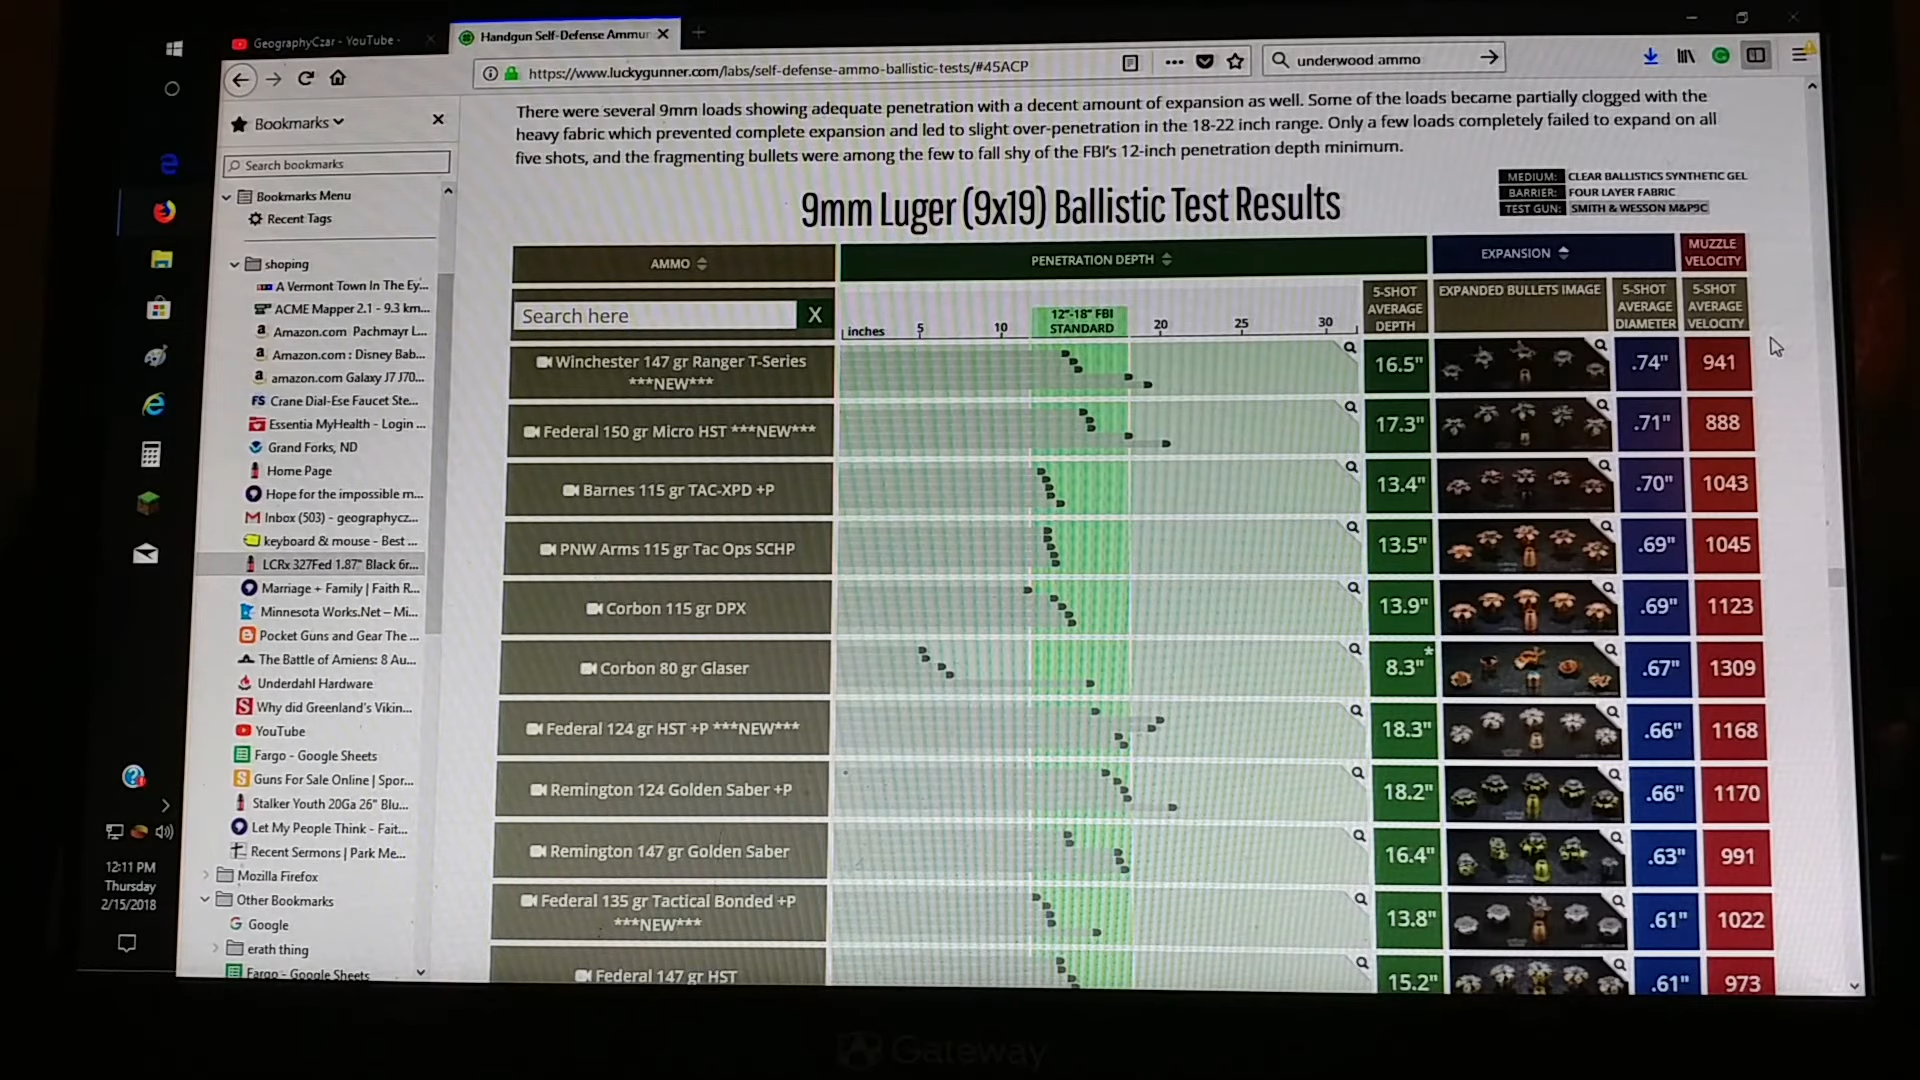 GeographyCzar - YouTube -
Handgun Self-Defense Ammur
https://www.luckygunner.com/labs/self-defense-ammo-ballistic-tests/#45ACP
underwood ammo
Bookmarks
Search bookmarks
Bookmarks Menu
Recent Tags
shoping
A Vermont Town In The Ey...
ACME Mapper 2.1 - 9.3 km...
Amazon.com Pachmayr L...
Amazon.com : Disney Bab...
amazon.com Galaxy J7 J70...
FS Crane Dial-Ese Faucet Ste...
Essentia MyHealth - Login ...
Grand Forks, ND
Home Page
Hope for the impossible m...
Inbox (503) - geographycz...
keyboard & mouse - Best ...
LCRx 327Fed 1.87" Black 6r...
Marriage + Family | Faith R...
Minnesota Works.Net – Mi...
Pocket Guns and Gear The ...
The Battle of Amiens: 8 Au...
Underdahl Hardware
Why did Greenland's Vikin...
YouTube
Fargo - Google Sheets
Guns For Sale Online | Spor...
Stalker Youth 20Ga 26" Blu...
Let My People Think - Fait...
Recent Sermons | Park Me...
Mozilla Firefox
Other Bookmarks
Google
erath thing
Fargo - Google Sheets
12:11 PM
Thursday
2/15/2018
There were several 9mm loads showing adequate penetration with a decent amount of expansion as well. Some of the loads became partially clogged with the
heavy fabric which prevented complete expansion and led to slight over-penetration in the 18-22 inch range. Only a few loads completely failed to expand on all
five shots, and the fragmenting bullets were among the few to fall shy of the FBI's 12-inch penetration depth minimum.
MEDIUM: CLEAR BALLISTICS SYNTHETIC GEL
BARRIER: FOUR LAYER FABRIC
TEST GUN: SMITH & WESSON M&P9C
9mm Luger (9x19) Ballistic Test Results
AMMO PENETRATION DEPTH EXPANSION MUZZLE VELOCITY
Search here X
inches 5 10 12"-18" FBI STANDARD 20 25 30
5-SHOT AVERAGE DEPTH EXPANDED BULLETS IMAGE 5-SHOT AVERAGE DIAMETER 5-SHOT AVERAGE VELOCITY
Winchester 147 gr Ranger T-Series ***NEW*** 16.5" .74" 941
Federal 150 gr Micro HST ***NEW*** 17.3" .71" 888
Barnes 115 gr TAC-XPD +P 13.4" .70" 1043
PNW Arms 115 gr Tac Ops SCHP 13.5" .69" 1045
Corbon 115 gr DPX 13.9" .69" 1123
Corbon 80 gr Glaser 8.3"* .67" 1309
Federal 124 gr HST +P ***NEW*** 18.3" .66" 1168
Remington 124 Golden Saber +P 18.2" .66" 1170
Remington 147 gr Golden Saber 16.4" .63" 991
Federal 135 gr Tactical Bonded +P ***NEW*** 13.8" .61" 1022
Federal 147 gr HST 15.2" .61" 973
Gateway